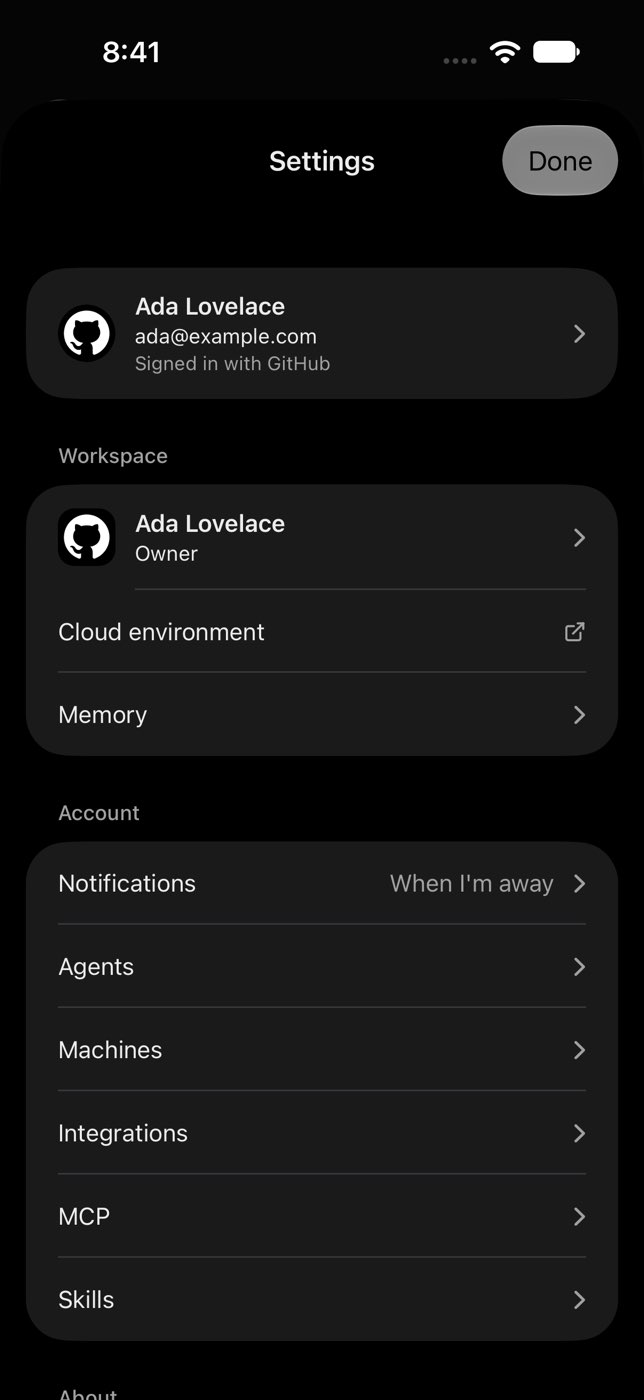 8:41
Settings
Done
Ada Lovelace
ada@example.com
Signed in with GitHub
Workspace
Ada Lovelace
Owner
Cloud environment
Memory
Account
Notifications
When I'm away
Agents
Machines
Integrations
MCP
Skills
About